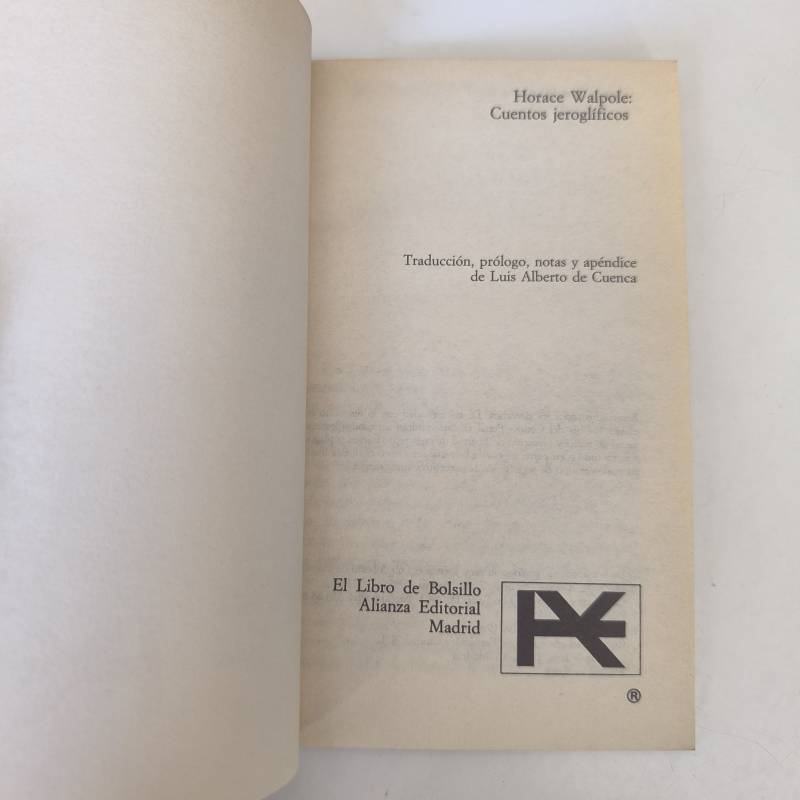 Horace Walpole:
Cuentos jeroglíficos
Traducción, prólogo, notas y apéndice
de Luis Alberto de Cuenca
El Libro de Bolsillo
Alianza Editorial
Madrid
®